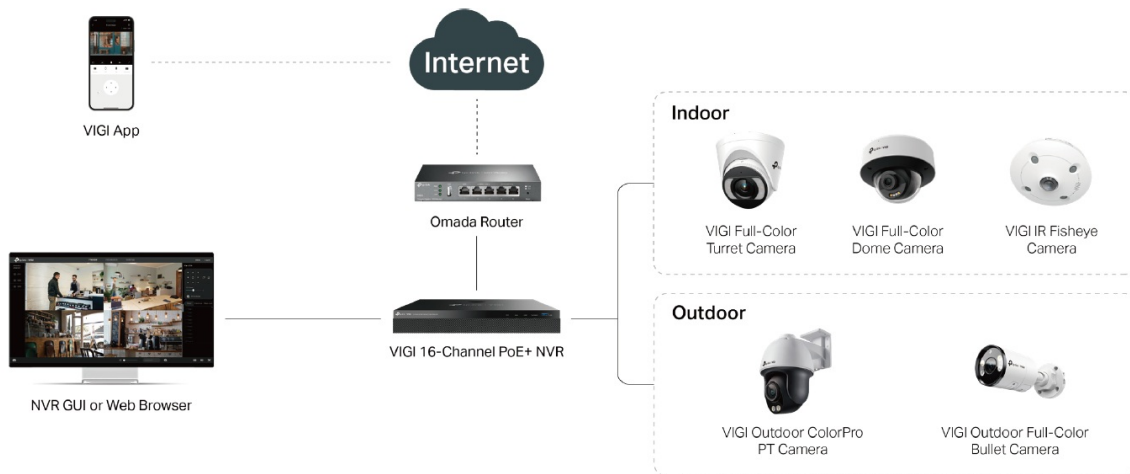 Internet
VIGI App
Omada Router
NVR GUI or Web Browser
VIGI 16-Channel PoE+ NVR
Indoor
VIGI Full-Color
Turret Camera
VIGI Full-Color
Dome Camera
VIGI IR Fisheye
Camera
Outdoor
VIGI Outdoor ColorPro
PT Camera
VIGI Outdoor Full-Color
Bullet Camera